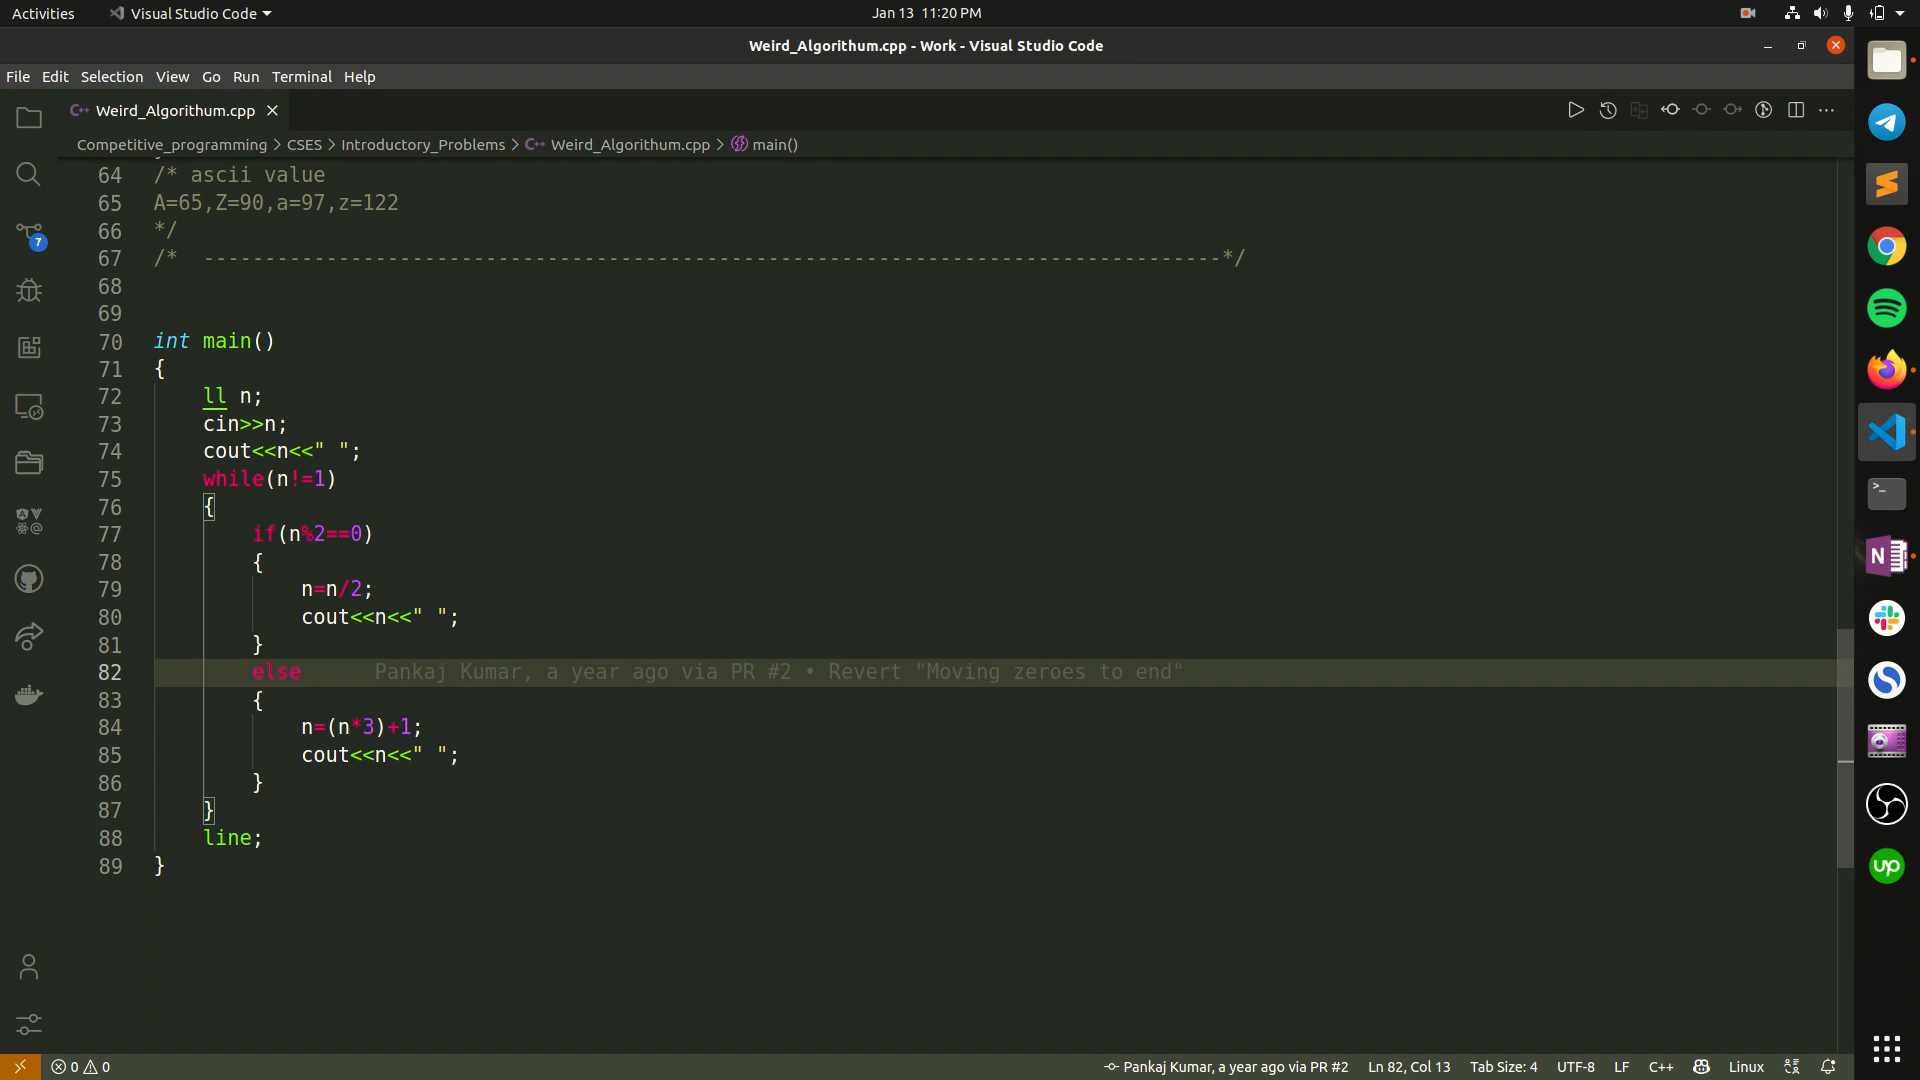 Activities Visual Studio Code Jan 13 11:20 PM
Weird_Algorithum.cpp - Work - Visual Studio Code
File Edit Selection View Go Run Terminal Help
Weird_Algorithum.cpp
Competitive_programming > CSES > Introductory_Problems > Weird_Algorithum.cpp > main()
64 /* ascii value
65 A=65,Z=90,a=97,z=122
66 */
67 /* -----------------------------------------------------------------------------------*/
68
69
70 int main()
71 {
72 ll n;
73 cin>>n;
74 cout<<n<<" ";
75 while(n!=1)
76 {
77 if(n%2==0)
78 {
79 n=n/2;
80 cout<<n<<" ";
81 }
82 else Pankaj Kumar, a year ago via PR #2 • Revert "Moving zeroes to end"
83 {
84 n=(n*3)+1;
85 cout<<n<<" ";
86 }
87 }
88 line;
89 }
7
N
up
0 0 Pankaj Kumar, a year ago via PR #2 Ln 82, Col 13 Tab Size: 4 UTF-8 LF C++ Linux